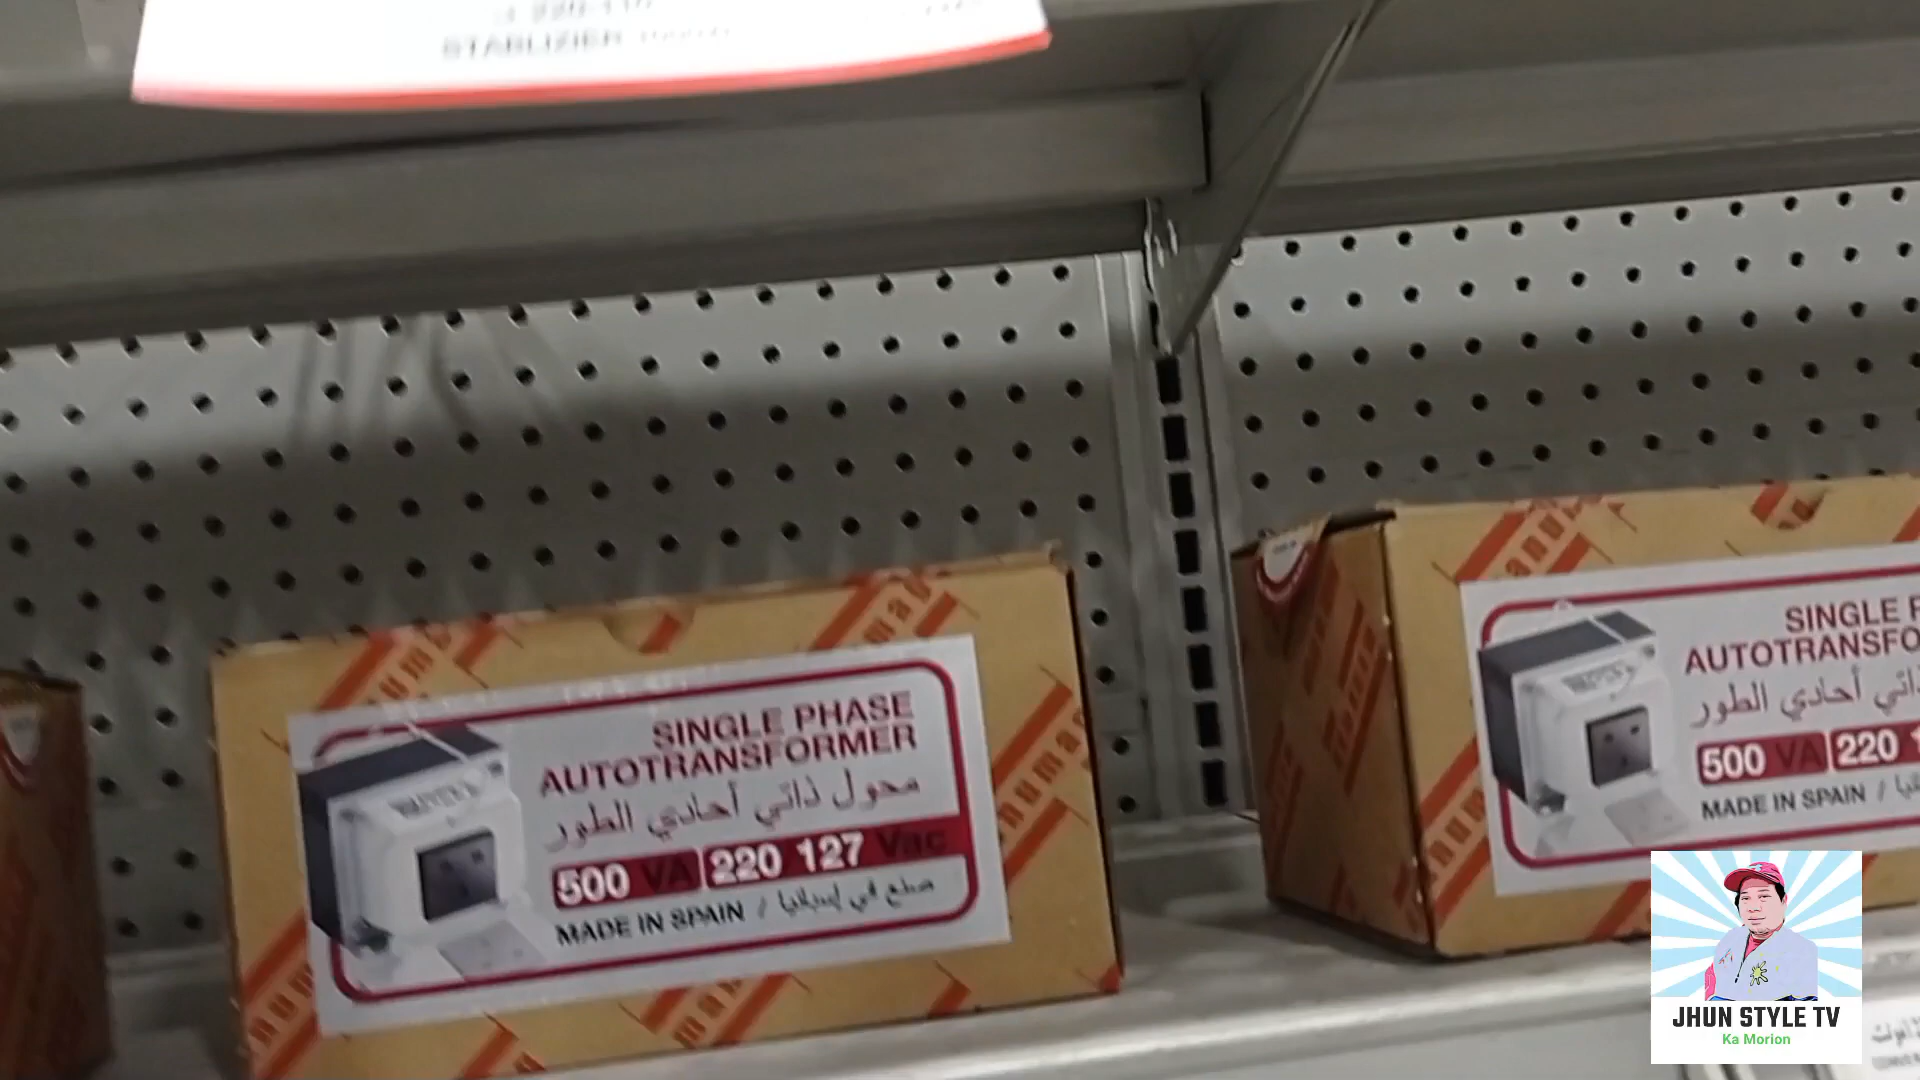 STABLIZIER
SINGLE PHASE
AUTOTRANSFORMER
محول ذاتي أحادي الطور
500 VA 220 127 Vac
MADE IN SPAIN / صنع في إسبانيا
SINGLE
AUTOTRANSFO
أحادي الطور
500 VA 220
MADE IN SPAIN /
JHUN STYLE TV
Ka Morion